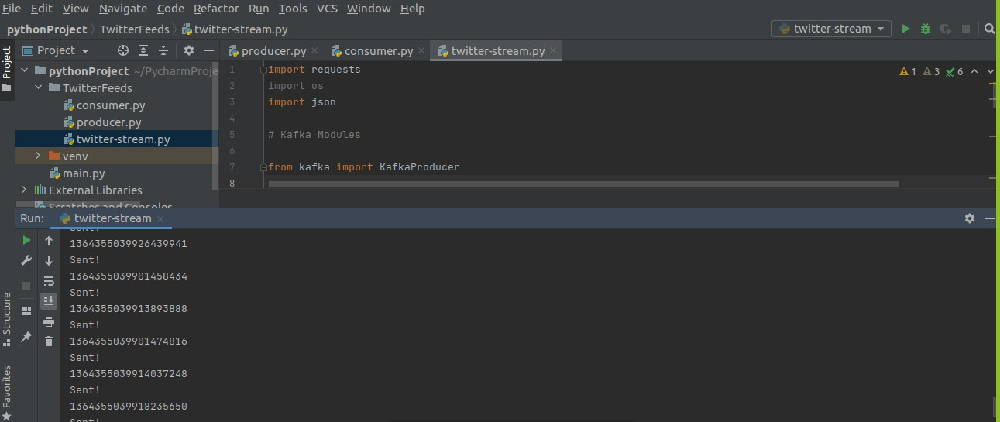 File Edit View Navigate Code Refactor Run Tools VCS Window Help
pythonProject TwitterFeeds twitter-stream.py twitter-stream
Project
Project
producer.py consumer.py twitter-stream.py
pythonProject ~/PycharmProje
TwitterFeeds
consumer.py
producer.py
twitter-stream.py
venv
main.py
External Libraries
Scratches and Consoles
1 import requests
2 import os
3 import json
4
5 # Kafka Modules
6
7 from kafka import KafkaProducer
8
1 3 6
Run: twitter-stream
Sent!
1364355039926439941
Sent!
1364355039901458434
Sent!
1364355039913893888
Sent!
1364355039901474816
Sent!
1364355039914037248
Sent!
1364355039918235650
Sent!
Structure
Favorites